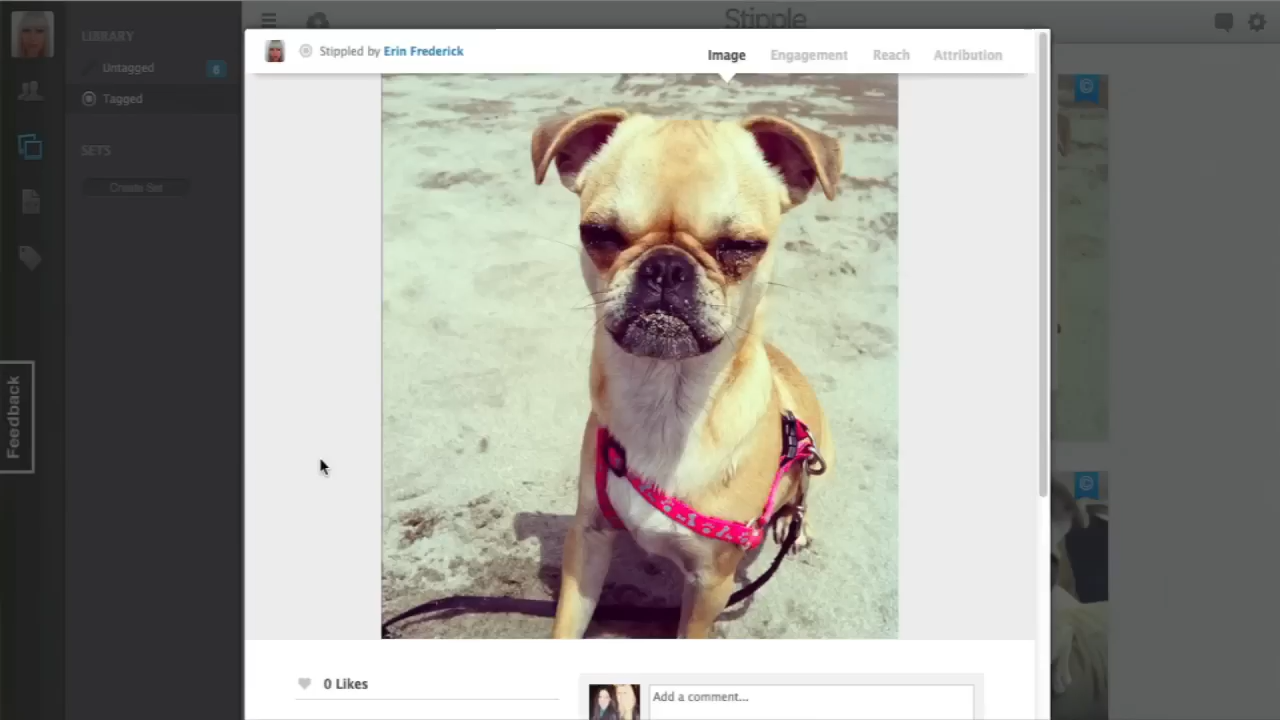 Stipple
LIBRARY
Untagged 6
Tagged
SETS
Create Set
Feedback
Stippled by Erin Frederick
Image Engagement Reach Attribution
©
©
0 Likes
Add a comment...